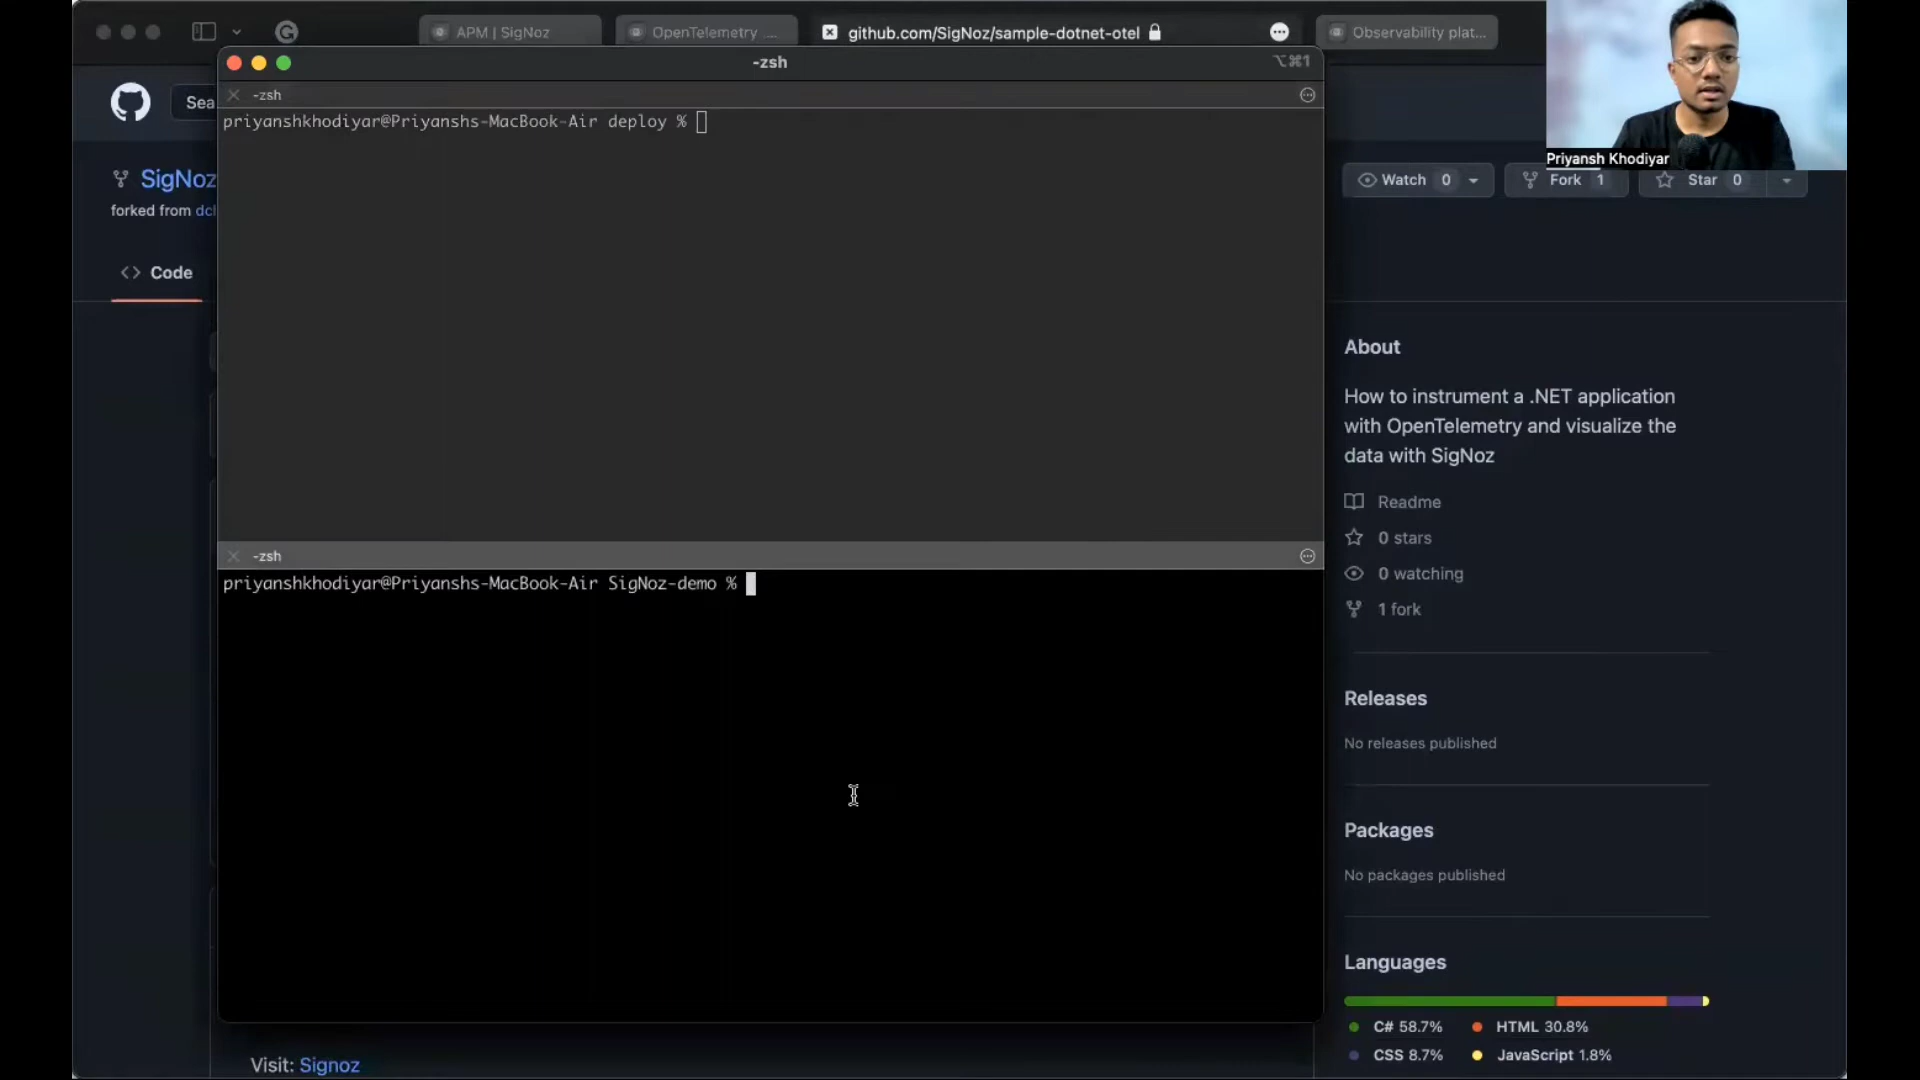 APM | SigNoz
OpenTelemetry ....
github.com/SigNoz/sample-dotnet-otel
Observability plat...
-zsh
⌥⌘1
-zsh
priyanshkhodiyar@Priyanshs-MacBook-Air deploy %
Sea
SigNoz
forked from dch
Code
Priyansh Khodiyar
Watch 0
Fork 1
Star 0
-zsh
priyanshkhodiyar@Priyanshs-MacBook-Air SigNoz-demo %
About
How to instrument a .NET application
with OpenTelemetry and visualize the
data with SigNoz
Readme
0 stars
0 watching
1 fork
Releases
No releases published
Packages
No packages published
Languages
C# 58.7%
HTML 30.8%
CSS 8.7%
JavaScript 1.8%
Visit: Signoz